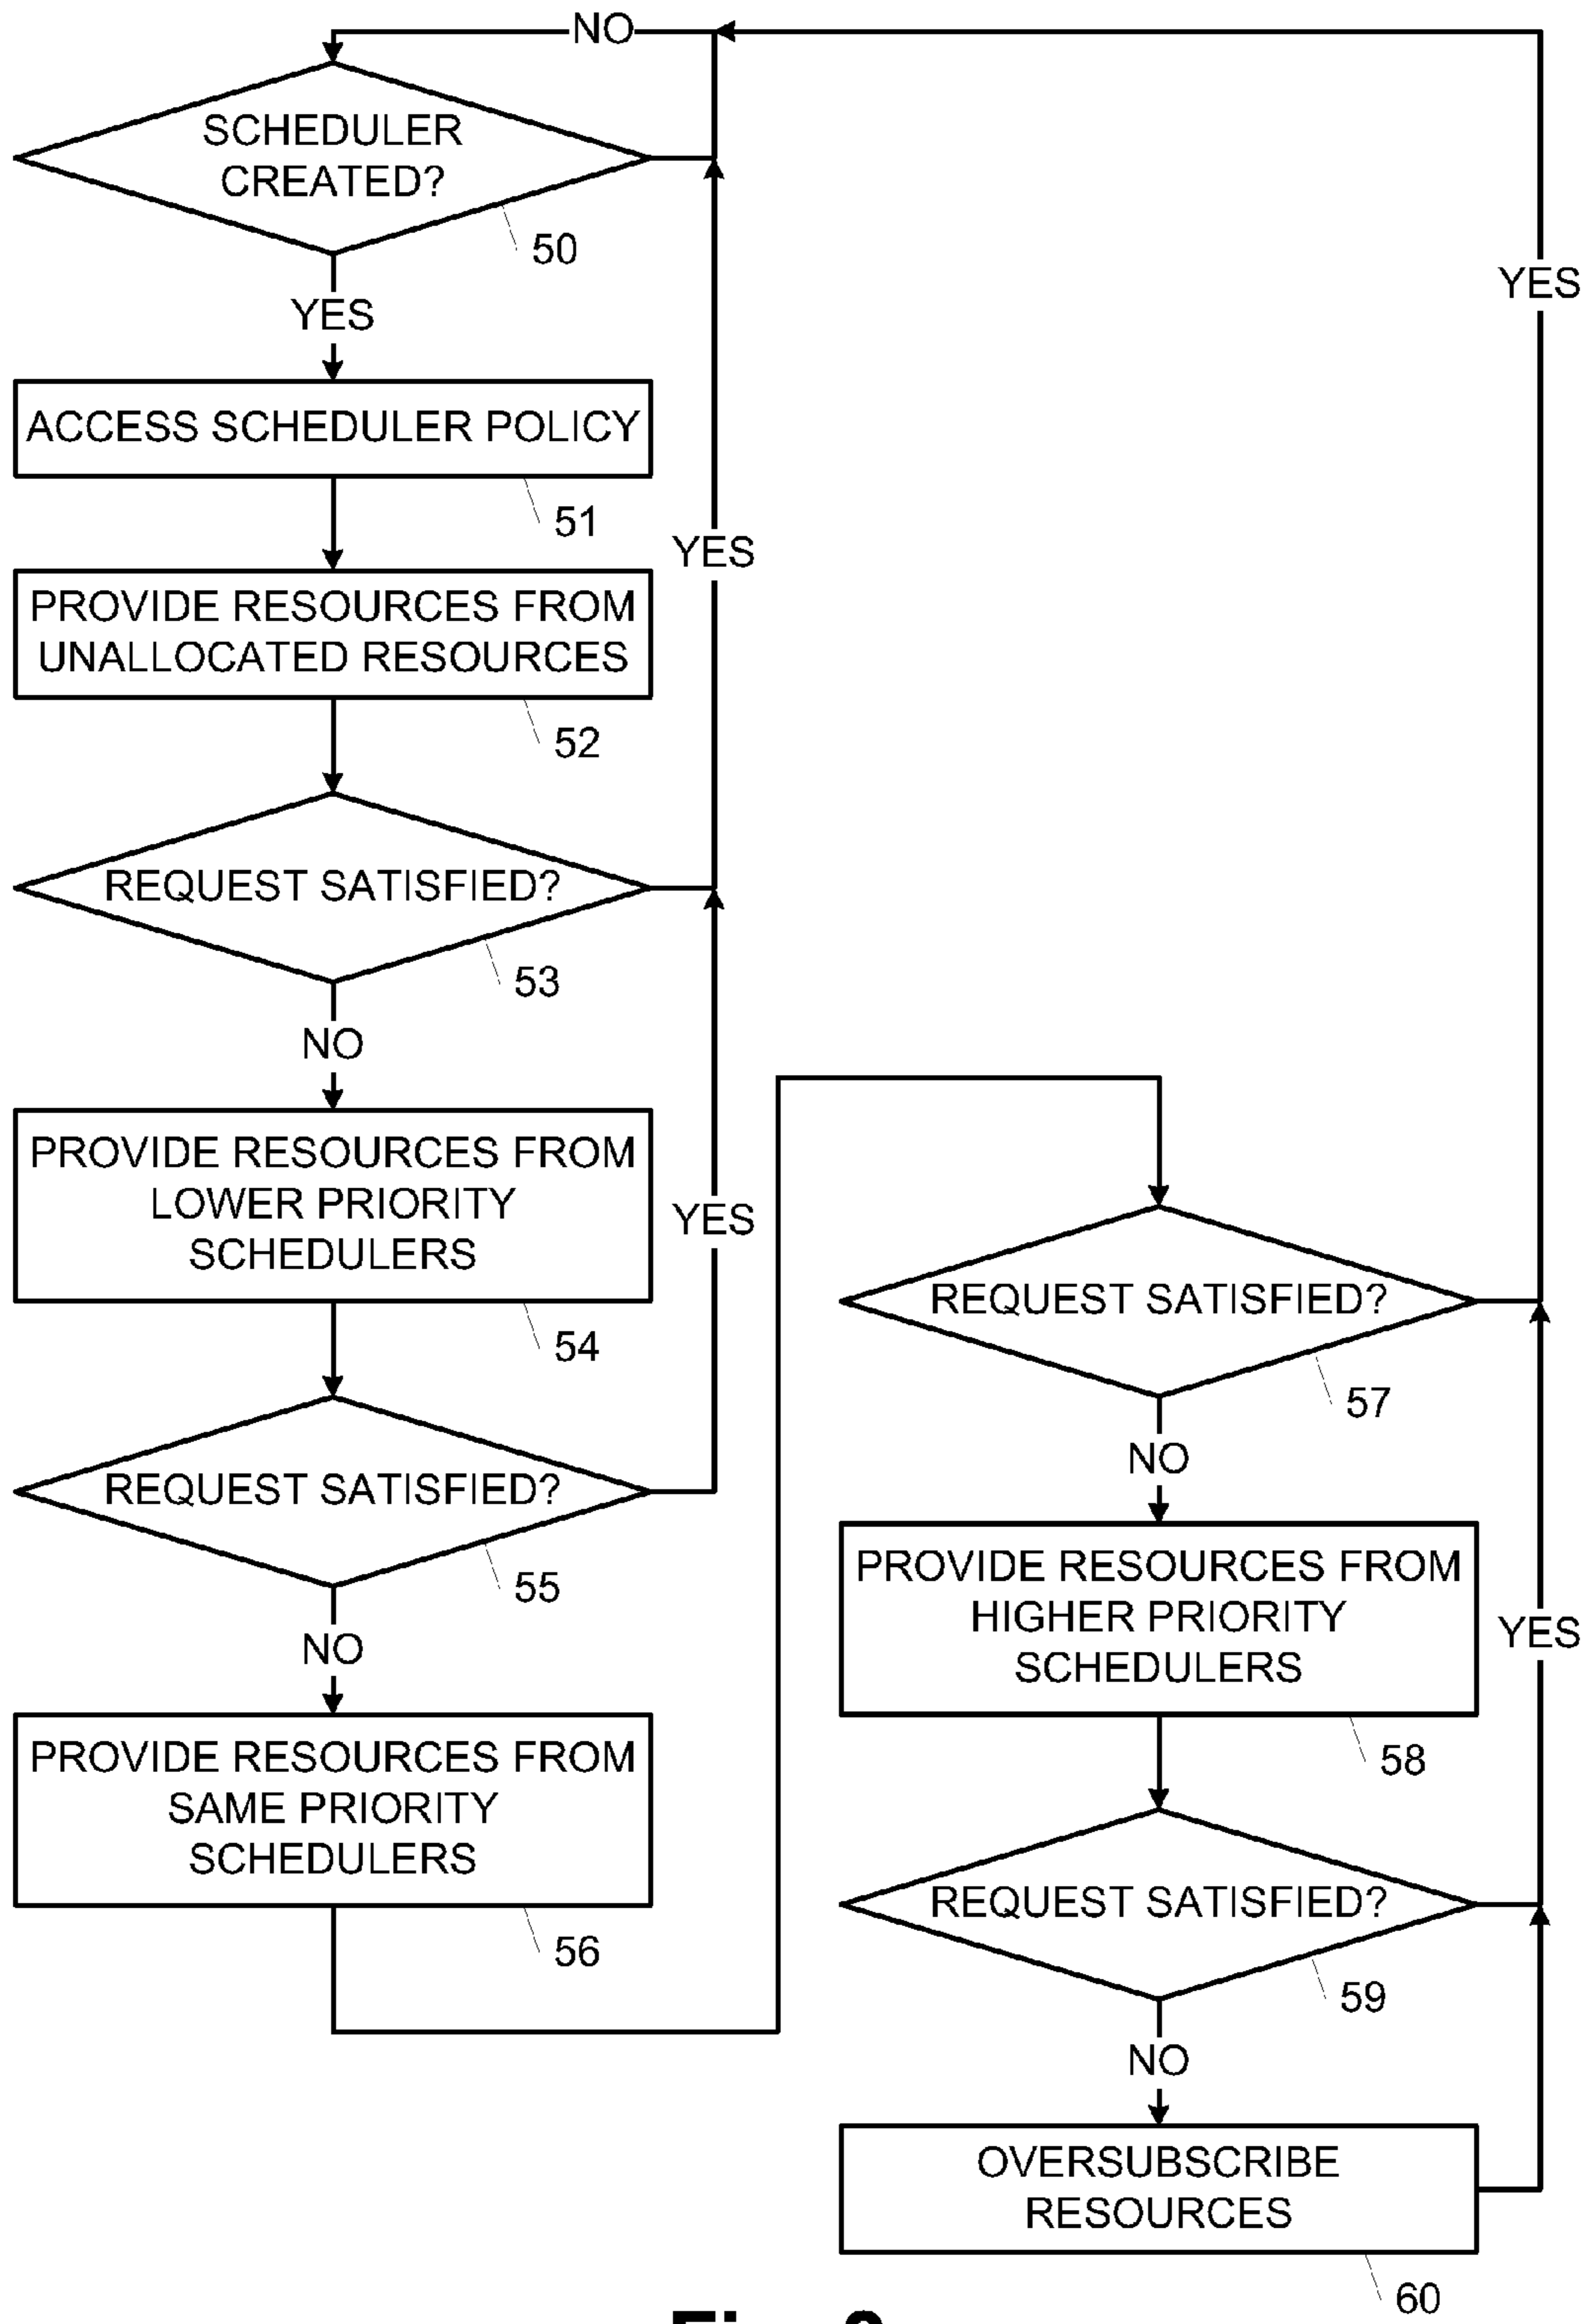 NO
SCHEDULER
CREATED?
50
YES
ACCESS SCHEDULER POLICY
51
PROVIDE RESOURCES FROM
UNALLOCATED RESOURCES
52
YES
REQUEST SATISFIED?
53
NO
PROVIDE RESOURCES FROM
LOWER PRIORITY
SCHEDULERS
54
YES
REQUEST SATISFIED?
55
NO
PROVIDE RESOURCES FROM
SAME PRIORITY
SCHEDULERS
56
YES
REQUEST SATISFIED?
57
NO
PROVIDE RESOURCES FROM
HIGHER PRIORITY
SCHEDULERS
58
YES
REQUEST SATISFIED?
59
NO
OVERSUBSCRIBE
RESOURCES
60